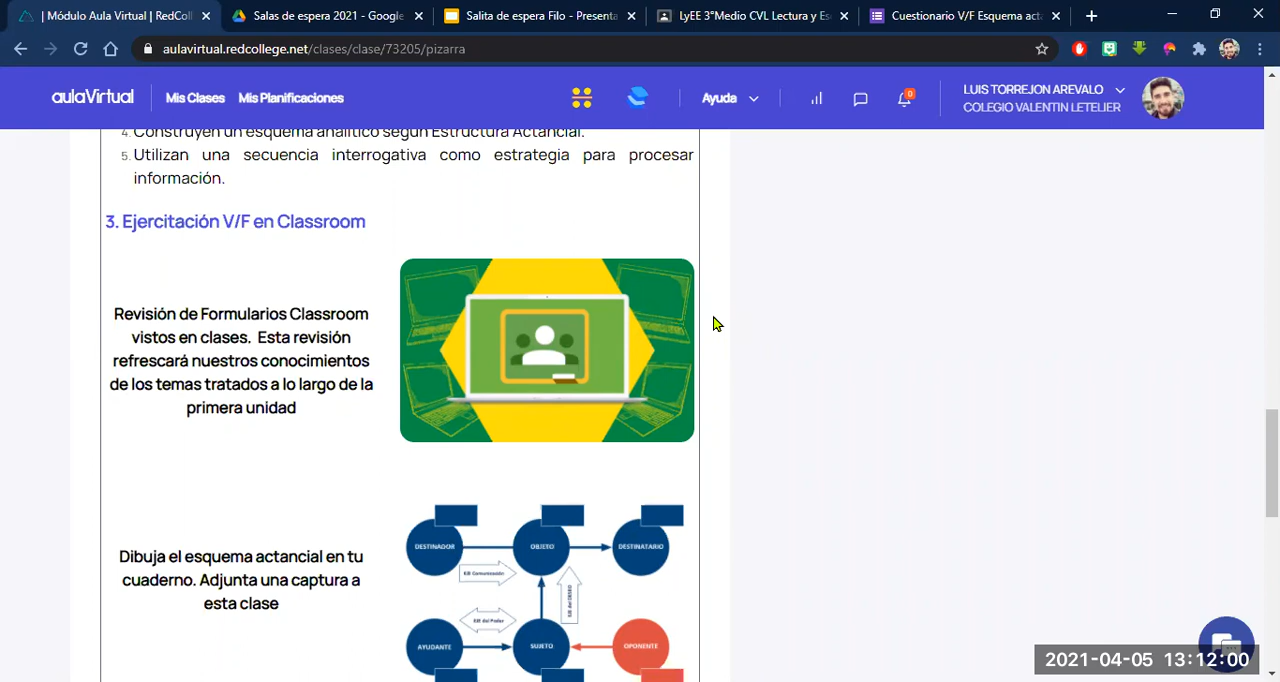 | Módulo Aula Virtual | RedColl
Salas de espera 2021 - Google
Salita de espera Filo - Presenta
LyEE 3°Medio CVL Lectura y Es
Cuestionario V/F Esquema acta
aulavirtual.redcollege.net/clases/clase/73205/pizarra
aulaVirtual
Mis Clases
Mis Planificaciones
Ayuda
0
LUIS TORREJON AREVALO
COLEGIO VALENTIN LETELIER
4. Construyen un esquema analítico según Estructura Actancial.
5. Utilizan una secuencia interrogativa como estrategia para procesar
información.
3. Ejercitación V/F en Classroom
Revisión de Formularios Classroom
vistos en clases. Esta revisión
refrescará nuestros conocimientos
de los temas tratados a lo largo de la
primera unidad
Dibuja el esquema actancial en tu
cuaderno. Adjunta una captura a
esta clase
DESTINADOR
OBJETO
DESTINATARIO
EJE Comunicación
EJE del DESEO
EJE del Poder
AYUDANTE
SUJETO
OPONENTE
2021-04-05 13:12:00